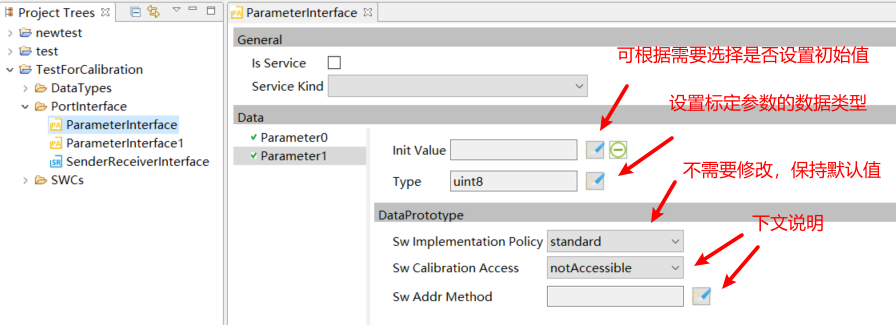 Project Trees
newtest
test
TestForCalibration
DataTypes
PortInterface
ParameterInterface
ParameterInterface1
SenderReceiverInterface
SWCs
ParameterInterface
General
Is Service
Service Kind
可根据需要选择是否设置初始值
设置标定参数的数据类型
Data
Parameter0
Parameter1
Init Value
Type uint8
不需要修改，保持默认值
DataPrototype
下文说明
Sw Implementation Policy standard
Sw Calibration Access notAccessible
Sw Addr Method